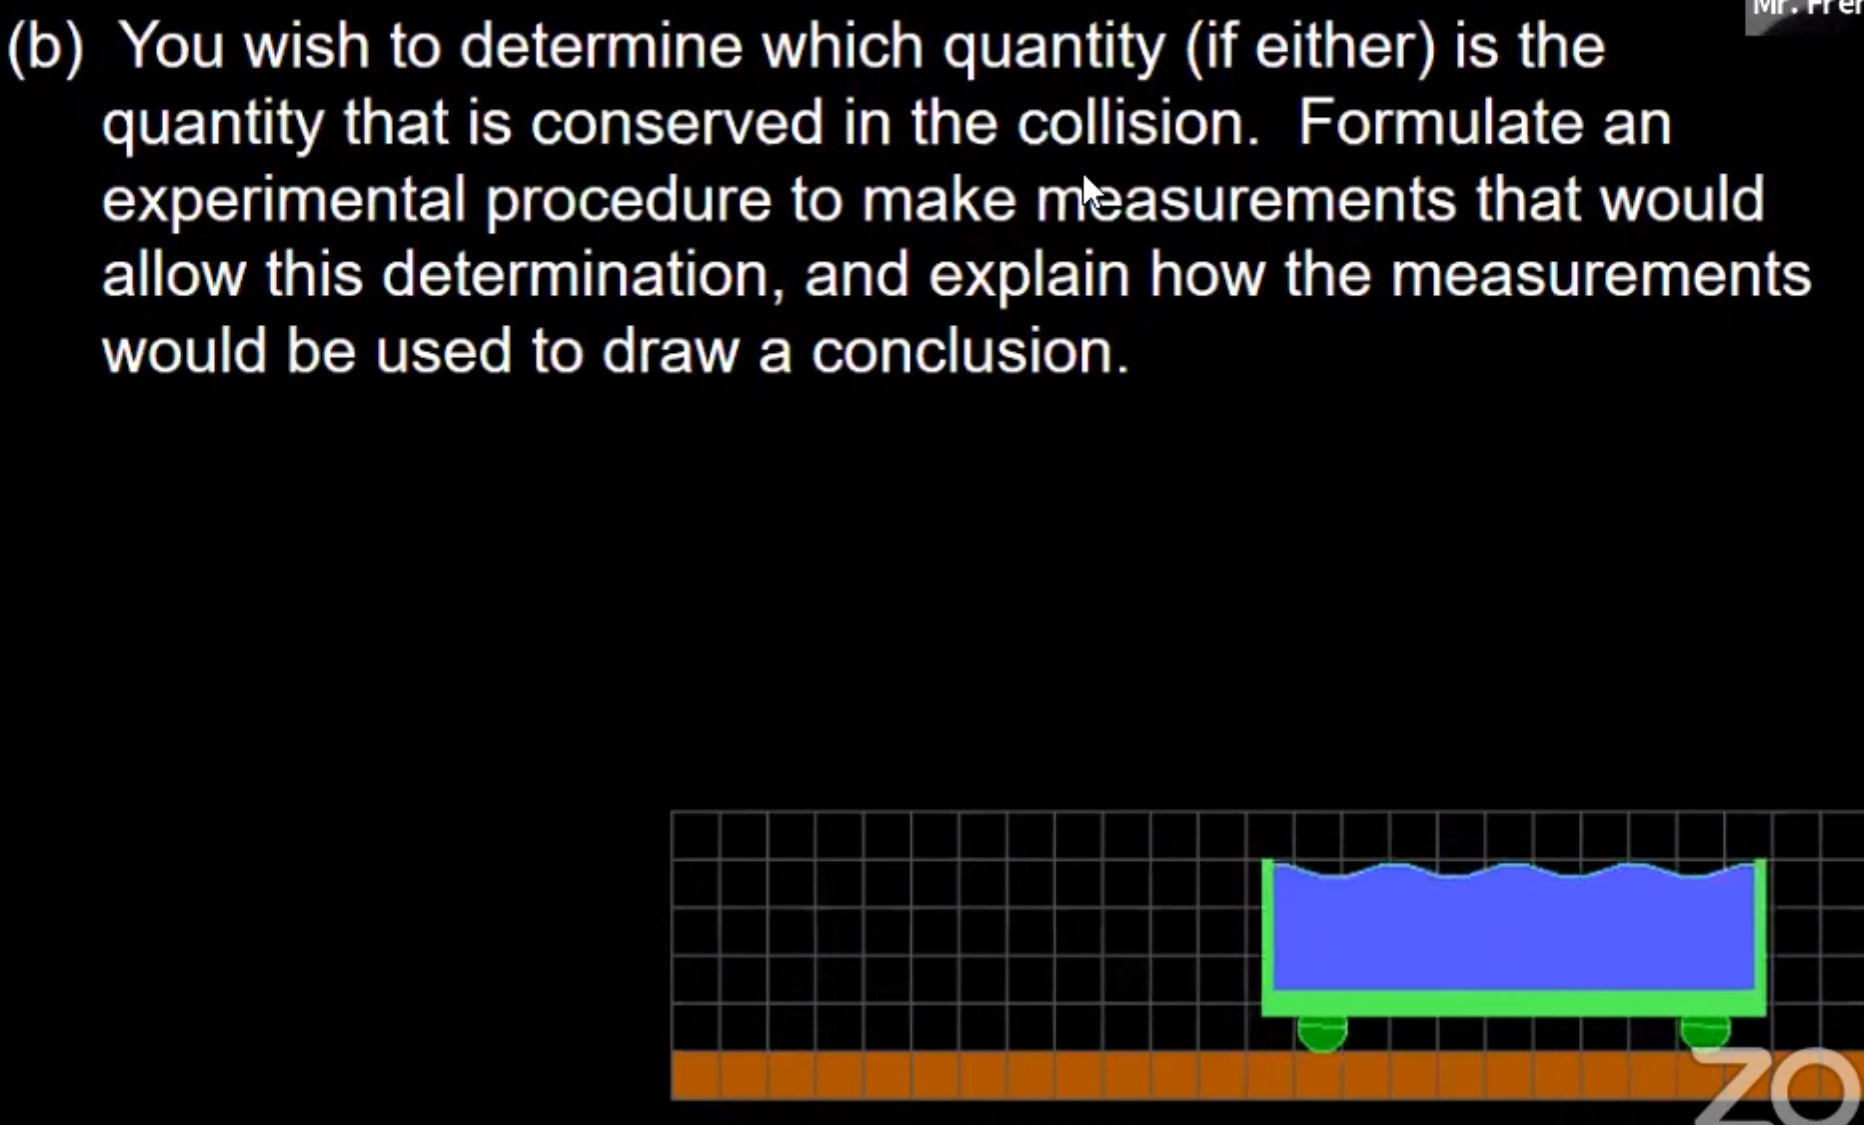 Mr. Frer
(b) You wish to determine which quantity (if either) is the
quantity that is conserved in the collision. Formulate an
experimental procedure to make measurements that would
allow this determination, and explain how the measurements
would be used to draw a conclusion.
zo